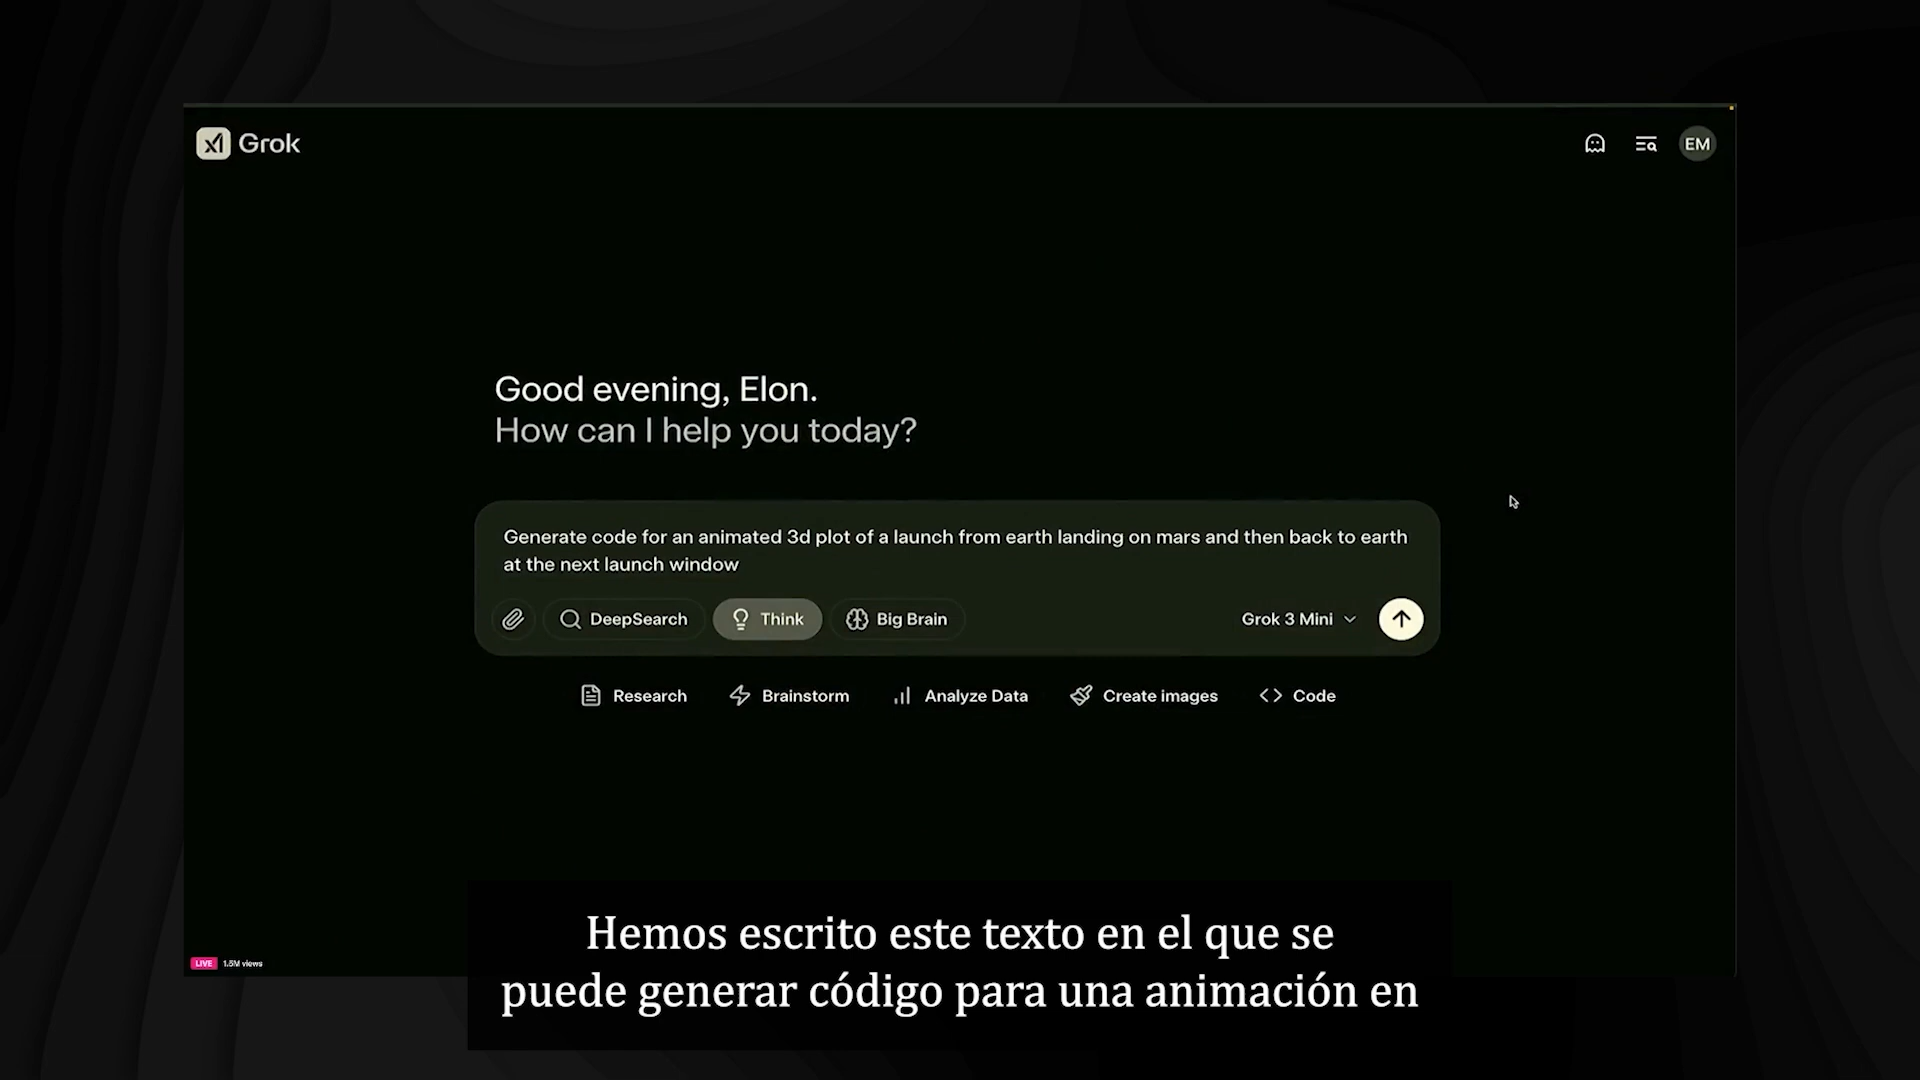 Grok
EM
Good evening, Elon.
How can I help you today?
Generate code for an animated 3d plot of a launch from earth landing on mars and then back to earth
at the next launch window
DeepSearch Think Big Brain Grok 3 Mini
Research Brainstorm Analyze Data Create images Code
LIVE 1.5M views
Hemos escrito este texto en el que se
puede generar código para una animación en